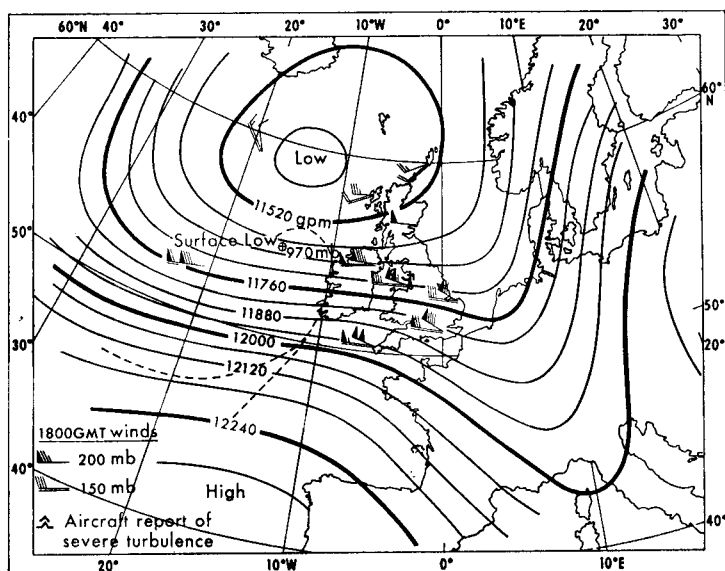 60°N 40° 30° 20° 10°W 0° 10°E 20° 25° 30°
60°
N
40°
Low
11520 gpm
50°
Surface Low
970mb
11760
11880
50°
12000
30°
20°
12120
12240
1800GMT winds
200 mb
150 mb
High
40°
40°
Aircraft report of
severe turbulence
20° 10°W 0° 10°E